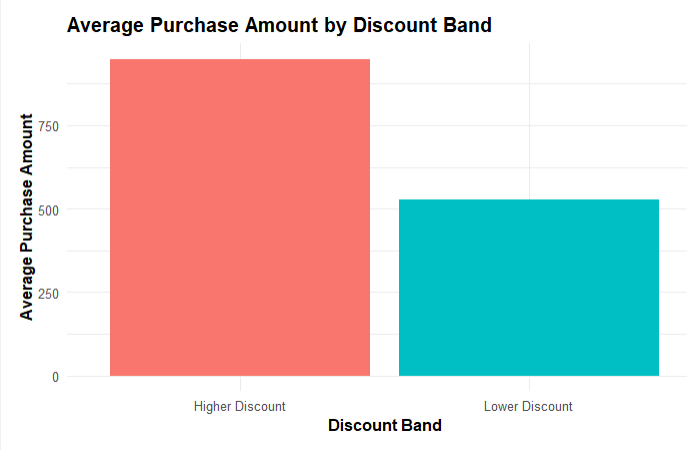 Average Purchase Amount by Discount Band
Average Purchase Amount
750
500
250
0
Higher Discount
Lower Discount
Discount Band